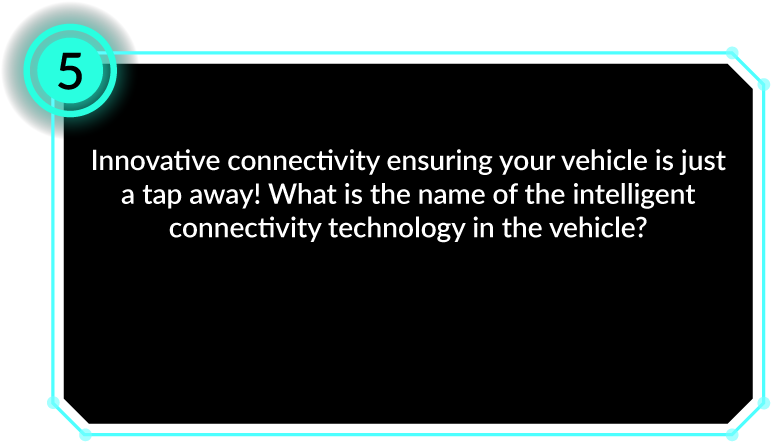 5
Innovative connectivity ensuring your vehicle is just
a tap away! What is the name of the intelligent
connectivity technology in the vehicle?